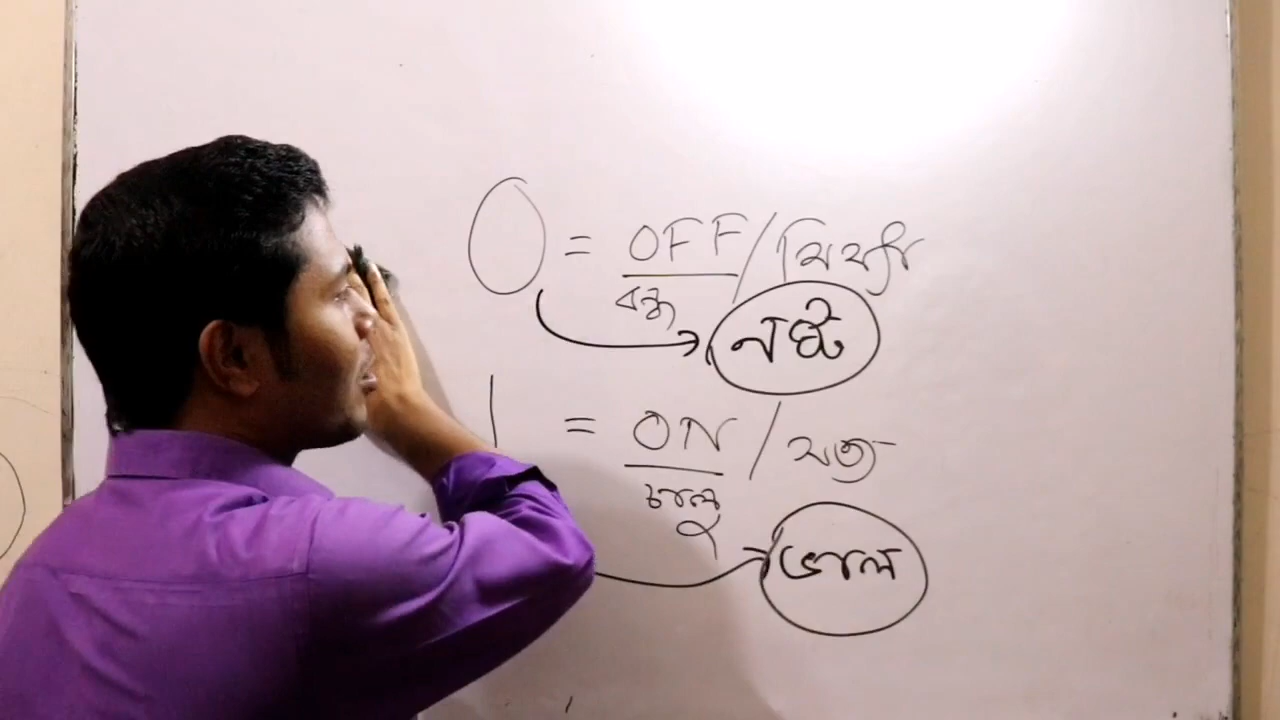 0 = OFF / মিথ্যা
বন্ধ
নষ্ট
1 = ON / সত্য
চালু
ভাল